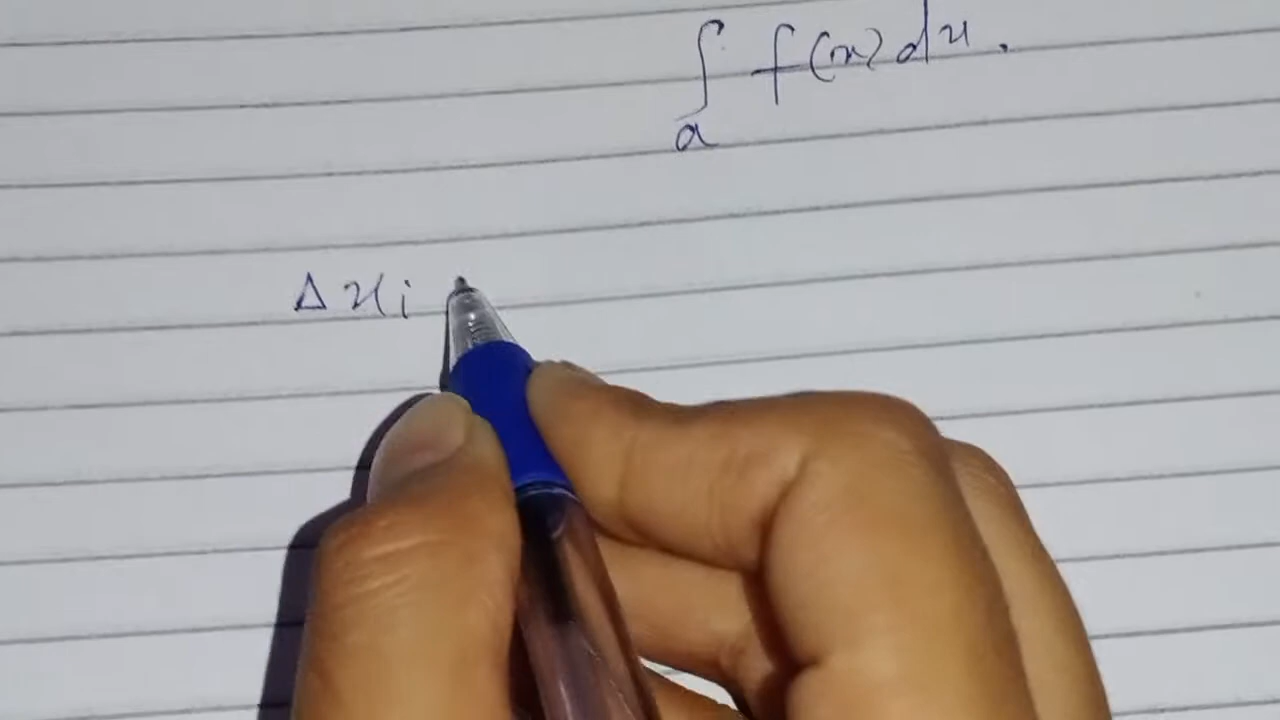 ∫ₐ f(x) dx.
Δxi